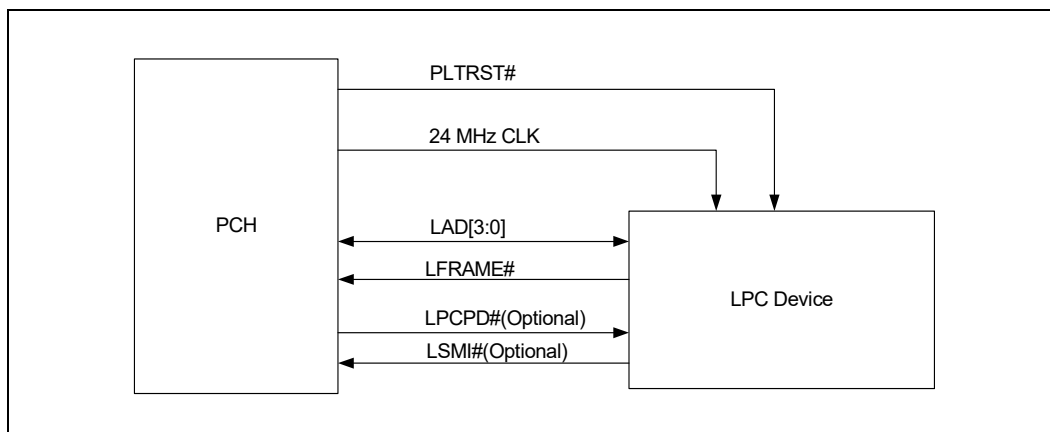 PLTRST#
24 MHz CLK
PCH
LAD[3:0]
LFRAME#
LPC Device
LPCPD#(Optional)
LSMI#(Optional)